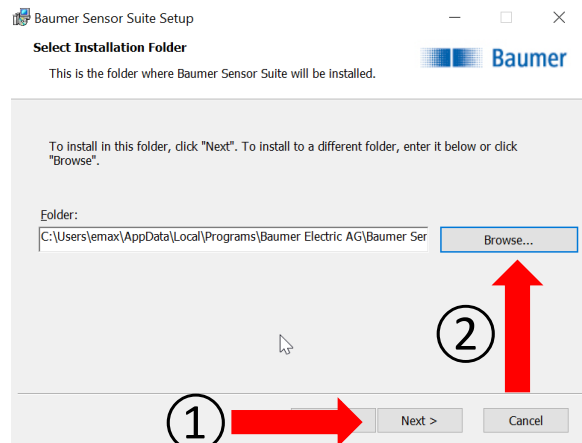 Baumer Sensor Suite Setup
Select Installation Folder
This is the folder where Baumer Sensor Suite will be installed.
Baumer
To install in this folder, click "Next". To install to a different folder, enter it below or click
"Browse".
Folder:
C:\Users\emax\AppData\Local\Programs\Baumer Electric AG\Baumer Ser
Browse...
2
1
Next >
Cancel